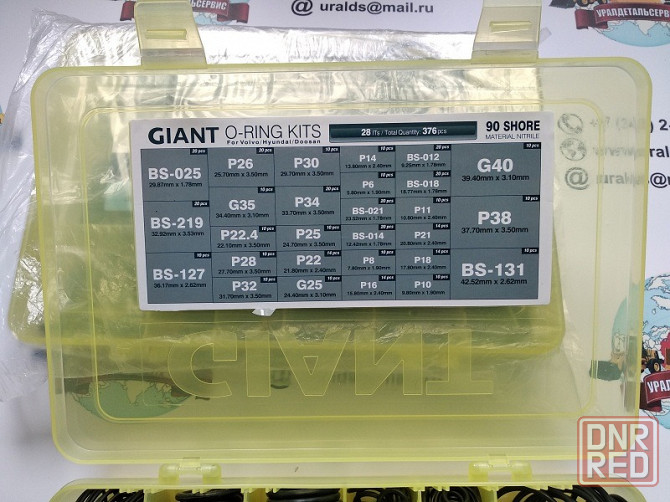 @ uralds@mail.ru
УРАЛДЕТАЛЬСЕРВИС
GIANT O-RING KITS
For Volvo/Hyundai/Doosan
28 ITs / Total Quantity 376 pcs
90 SHORE
MATERIAL NITRILE
BS-025
29.87mm x 1.78mm
BS-219
32.92mm x 3.53mm
BS-127
36.17mm x 2.62mm
P26
25.70mm x 3.50mm
G35
34.40mm x 3.10mm
P22.4
22.10mm x 3.50mm
P28
27.70mm x 3.50mm
P32
31.70mm x 3.50mm
P30
29.70mm x 3.50mm
P34
33.70mm x 3.50mm
P25
24.70mm x 3.50mm
P22
21.80mm x 2.40mm
G25
24.40mm x 3.10mm
P14
13.80mm x 2.40mm
P6
5.80mm x 1.90mm
BS-021
23.52mm x 1.78mm
BS-014
12.42mm x 1.78mm
P8
P16
15.80mm x 2.40mm
BS-012
9.25mm x 1.78mm
BS-018
18.77mm x 1.78mm
P11
10.80mm x 2.40mm
P21
20.80mm x 2.40mm
P18
17.80mm x 2.40mm
P10
9.80mm x 1.90mm
G40
39.40mm x 3.10mm
P38
37.70mm x 3.50mm
BS-131
42.52mm x 2.62mm
GIANT
DNR
RED